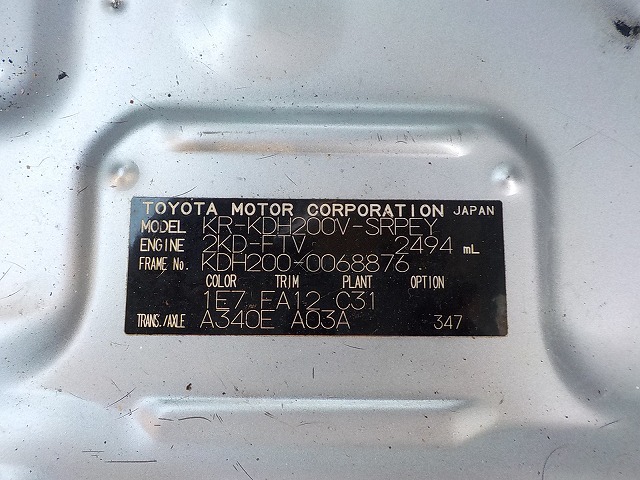 TOYOTA MOTOR CORPORATION JAPAN
MODEL KR-KDH200V-SRPEY
ENGINE 2KD-FTV 2494 mL
FRAME No. KDH200-0068876
COLOR TRIM PLANT OPTION
1E7 FA12 C31
TRANS./AXLE A340E A03A 347